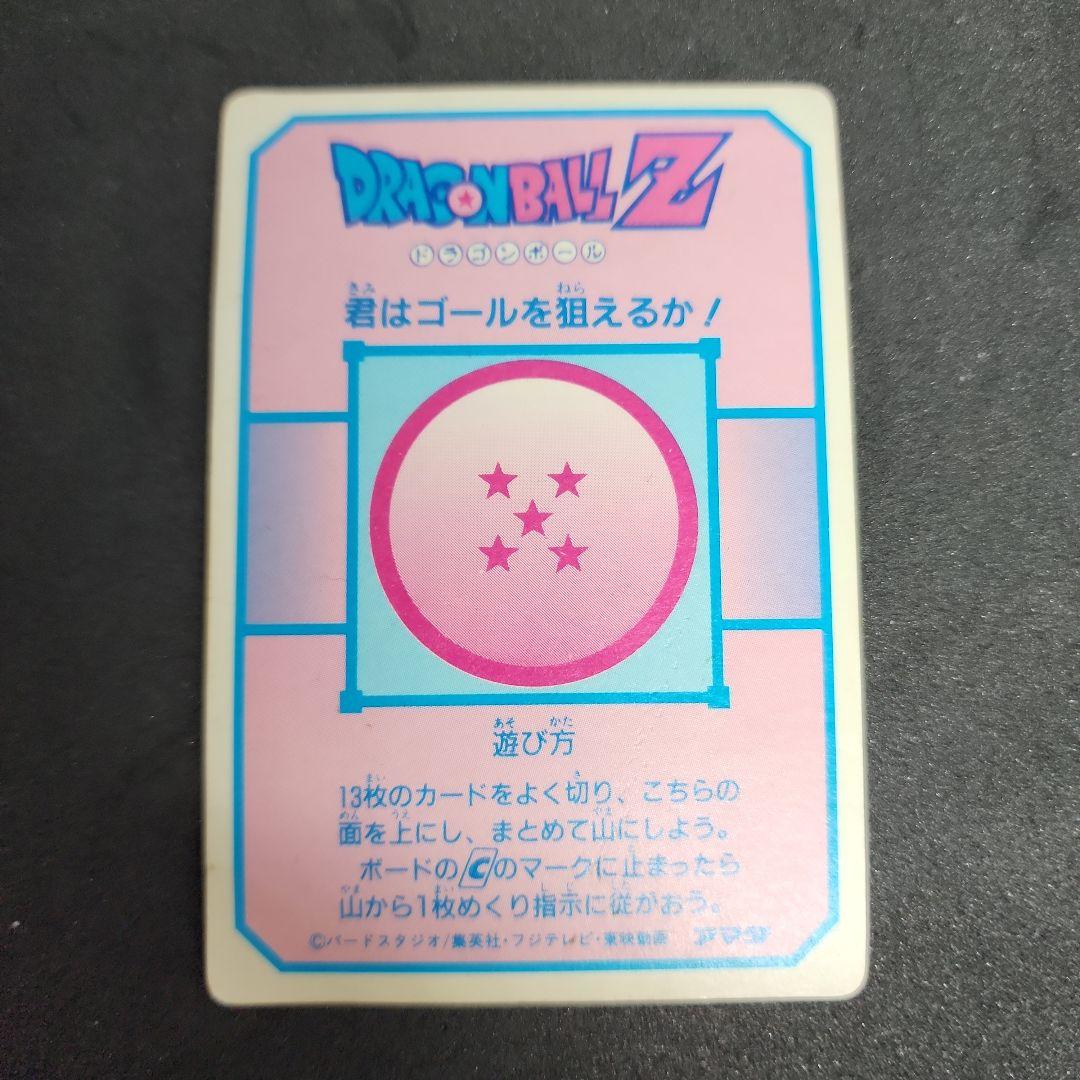 DRAGONBALL Z
ドラゴンボール
君はゴールを狙えるか!
遊び方
13枚のカードをよく切り、こちらの
面を上にし、まとめて山にしよう。
ボードのCのマークに止まったら
山から1枚めくり指示に従がおう。
©バードスタジオ/集英社・フジテレビ・東映動画 アマダ